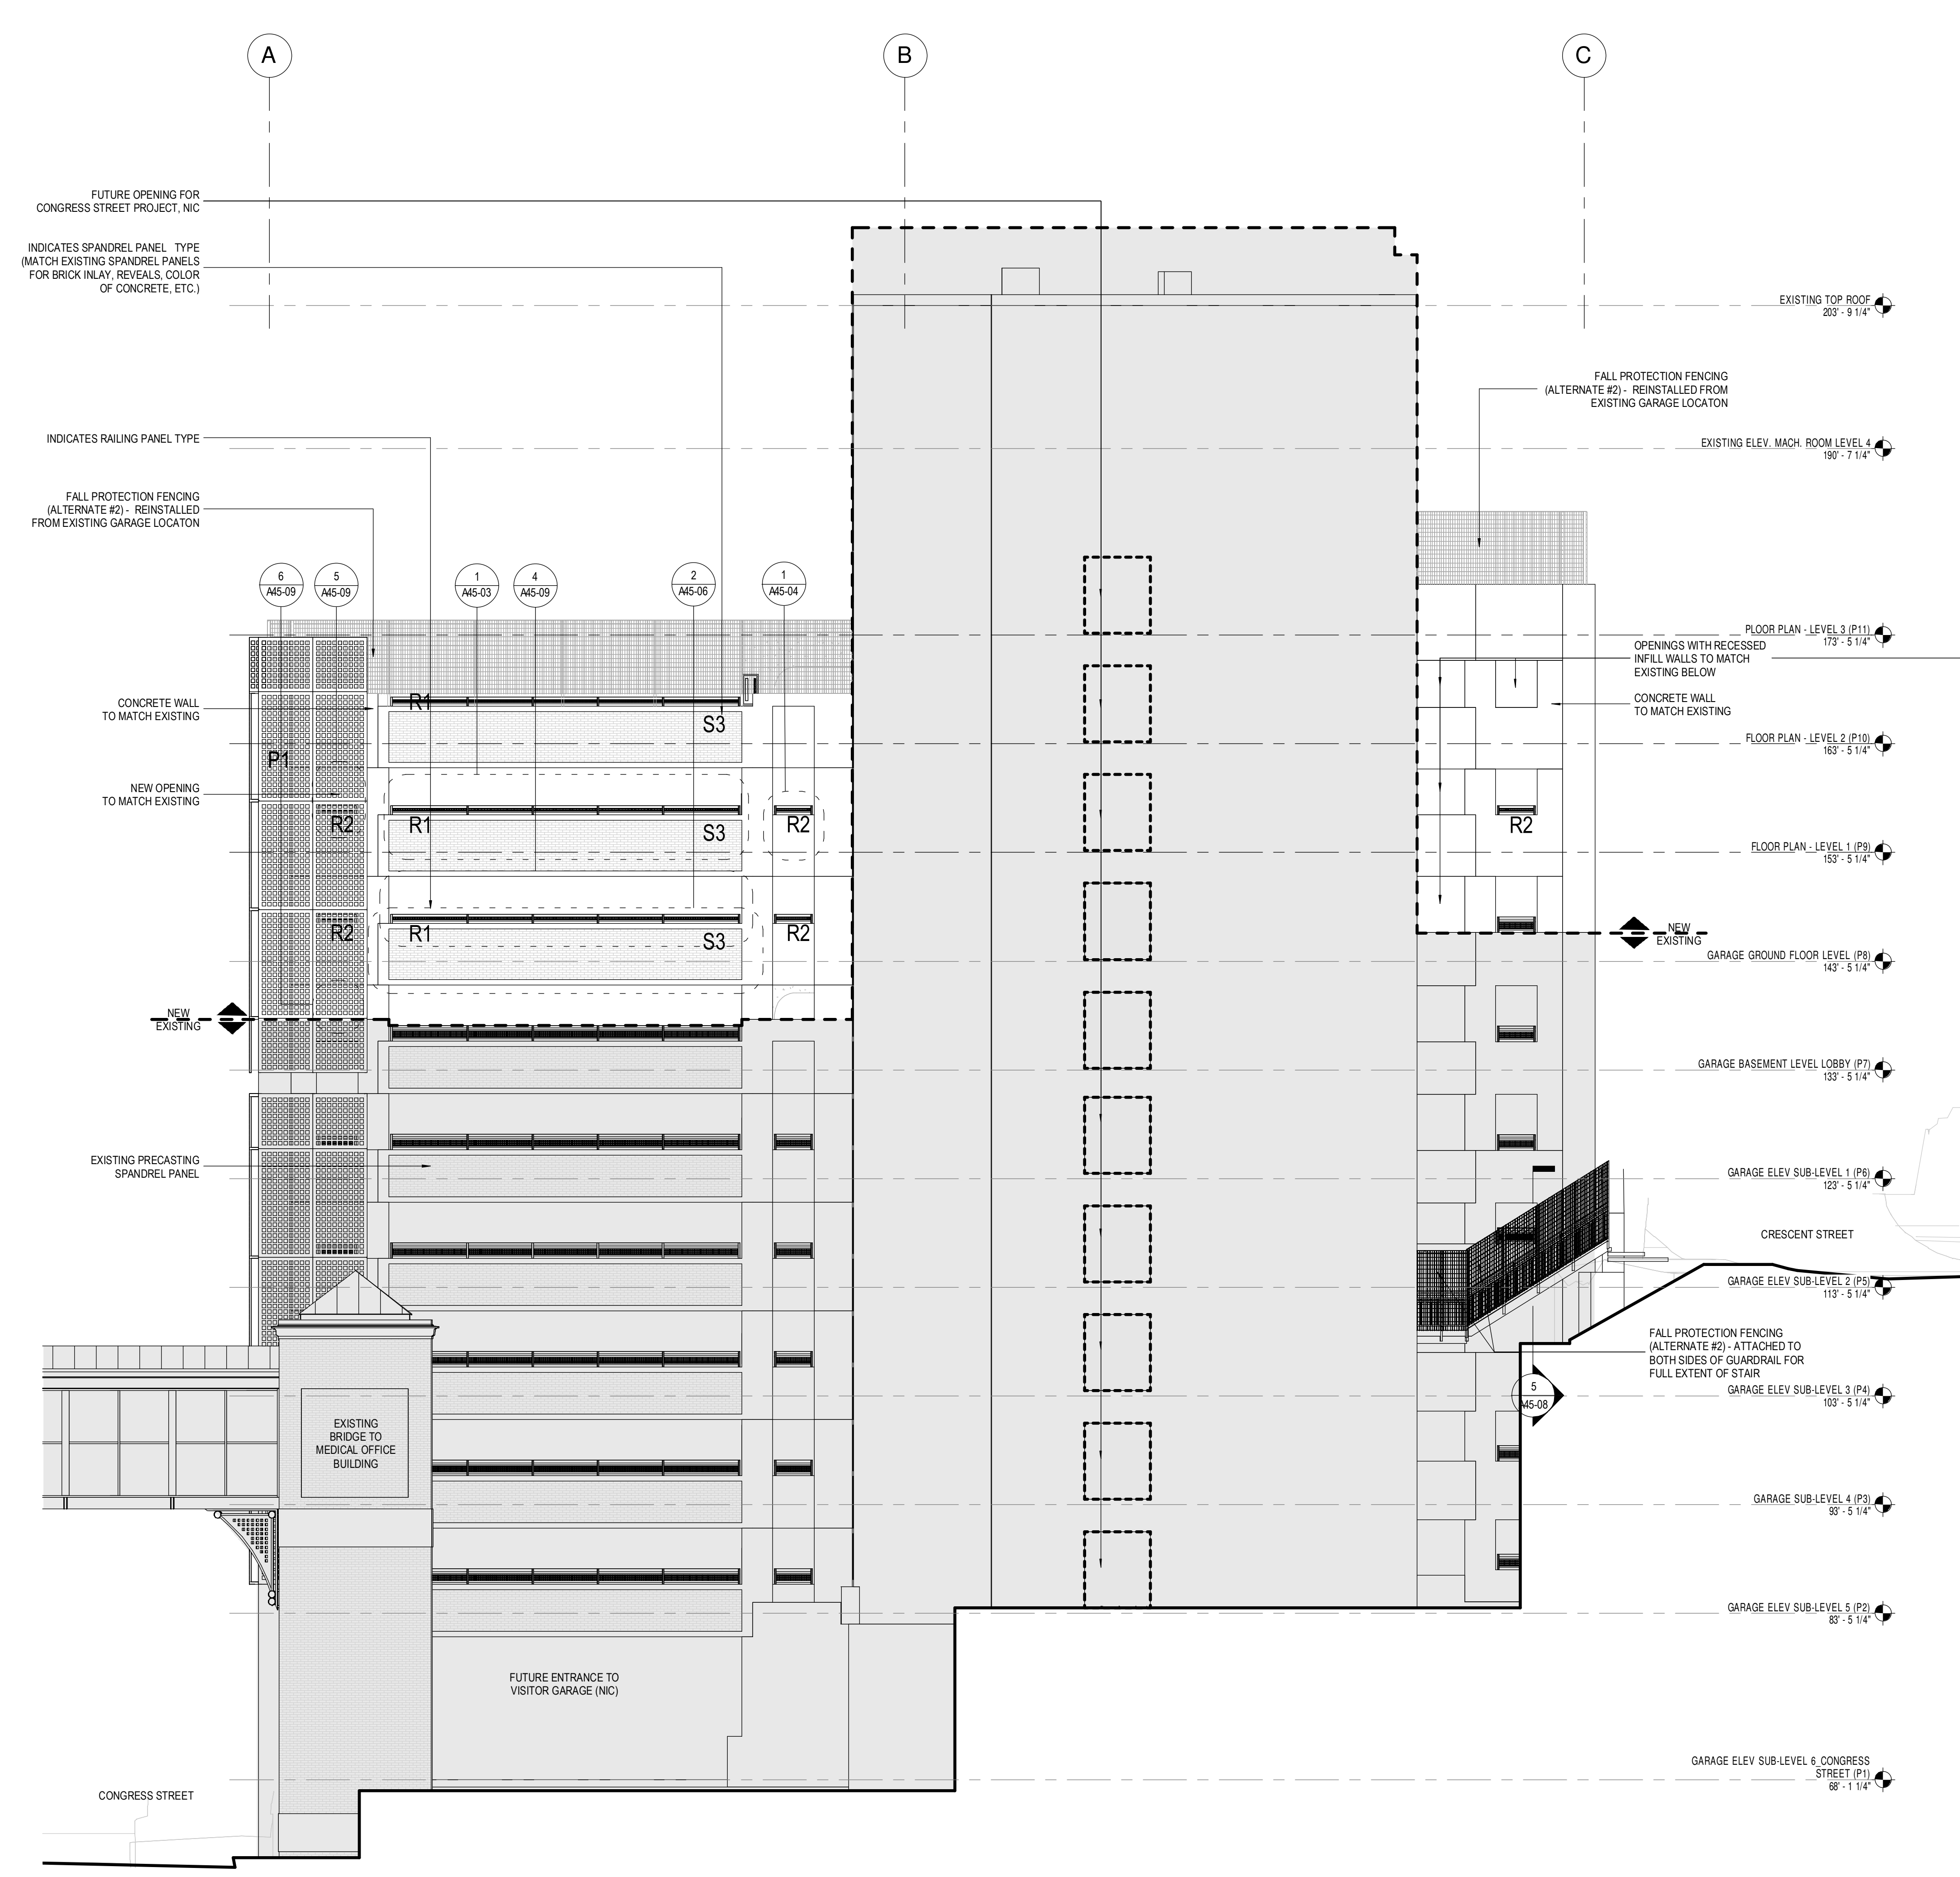 A
B
C
FUTURE OPENING FOR
CONGRESS STREET PROJECT, NIC
INDICATES SPANDREL PANEL TYPE
(MATCH EXISTING SPANDREL PANELS
FOR BRICK INLAY, REVEALS, COLOR
OF CONCRETE, ETC.)
EXISTING TOP ROOF
203' - 9 1/4"
FALL PROTECTION FENCING
(ALTERNATE #2) - REINSTALLED FROM
EXISTING GARAGE LOCATON
INDICATES RAILING PANEL TYPE
EXISTING ELEV. MACH. ROOM LEVEL 4
190' - 7 1/4"
FALL PROTECTION FENCING
(ALTERNATE #2) - REINSTALLED
FROM EXISTING GARAGE LOCATON
6
A45-09
5
A45-09
1
A45-03
4
A45-09
2
A45-06
1
A45-04
PLOOR PLAN - LEVEL 3 (P11)
173' - 5 1/4"
OPENINGS WITH RECESSED
INFILL WALLS TO MATCH
EXISTING BELOW
CONCRETE WALL
TO MATCH EXISTING
CONCRETE WALL
TO MATCH EXISTING
R1
S3
P1
FLOOR PLAN - LEVEL 2 (P10)
163' - 5 1/4"
NEW OPENING
TO MATCH EXISTING
R2
R1
S3
R2
R2
FLOOR PLAN - LEVEL 1 (P9)
153' - 5 1/4"
R2
R1
S3
R2
NEW
EXISTING
GARAGE GROUND FLOOR LEVEL (P8)
143' - 5 1/4"
NEW
EXISTING
GARAGE BASEMENT LEVEL LOBBY (P7)
133' - 5 1/4"
EXISTING PRECASTING
SPANDREL PANEL
GARAGE ELEV SUB-LEVEL 1 (P6)
123' - 5 1/4"
CRESCENT STREET
GARAGE ELEV SUB-LEVEL 2 (P5)
113' - 5 1/4"
FALL PROTECTION FENCING
(ALTERNATE #2) - ATTACHED TO
BOTH SIDES OF GUARDRAIL FOR
FULL EXTENT OF STAIR
5
A45-08
GARAGE ELEV SUB-LEVEL 3 (P4)
103' - 5 1/4"
EXISTING
BRIDGE TO
MEDICAL OFFICE
BUILDING
GARAGE SUB-LEVEL 4 (P3)
93' - 5 1/4"
GARAGE ELEV SUB-LEVEL 5 (P2)
83' - 5 1/4"
FUTURE ENTRANCE TO
VISITOR GARAGE (NIC)
GARAGE ELEV SUB-LEVEL 6_CONGRESS
STREET (P1)
68' - 1 1/4"
CONGRESS STREET